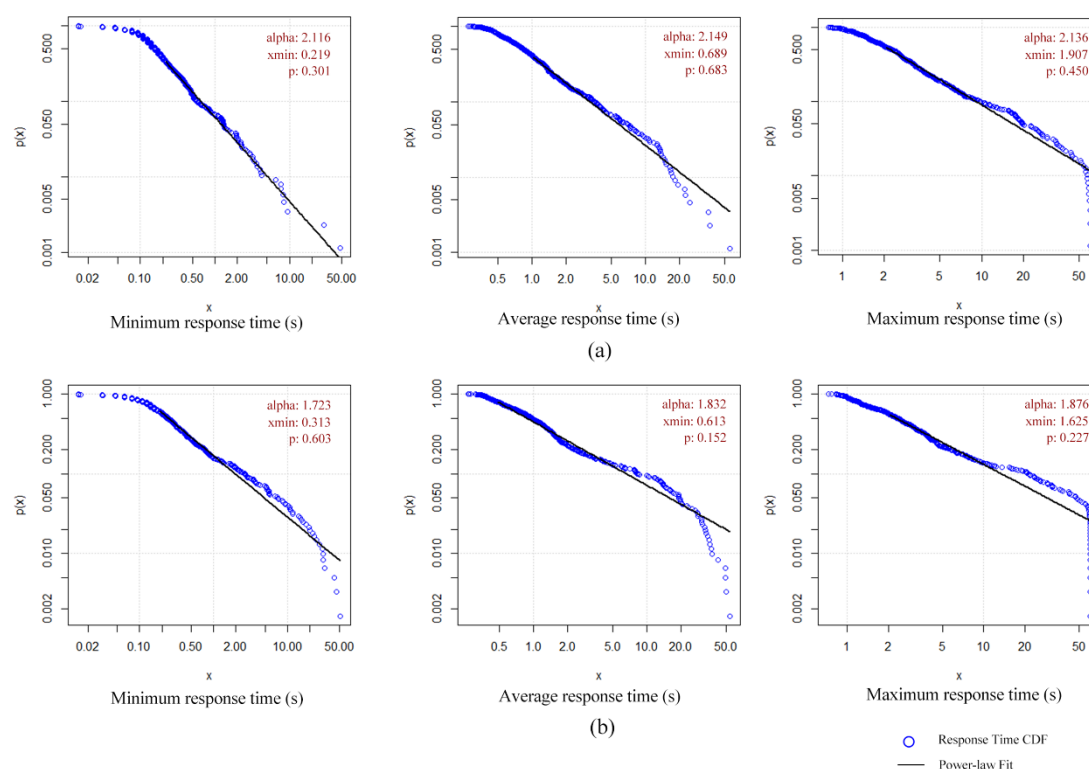 alpha: 2.116
xmin: 0.219
p: 0.301
p(x)
0.500
0.050
0.005
0.001
0.02 0.10 0.50 2.00 10.00 50.00
x
Minimum response time (s)
alpha: 2.149
xmin: 0.689
p: 0.683
p(x)
0.500
0.050
0.005
0.001
0.5 1.0 2.0 5.0 10.0 20.0 50.0
x
Average response time (s)
alpha: 2.136
xmin: 1.907
p: 0.450
p(x)
0.500
0.050
0.005
0.001
1 2 5 10 20 50
x
Maximum response time (s)
(a)
alpha: 1.723
xmin: 0.313
p: 0.603
p(x)
1.000
0.200
0.050
0.010
0.002
0.02 0.10 0.50 2.00 10.00 50.00
x
Minimum response time (s)
alpha: 1.832
xmin: 0.613
p: 0.152
p(x)
1.000
0.200
0.050
0.010
0.002
0.5 1.0 2.0 5.0 10.0 20.0 50.0
x
Average response time (s)
alpha: 1.876
xmin: 1.625
p: 0.227
p(x)
1.000
0.200
0.050
0.010
0.002
1 2 5 10 20 50
x
Maximum response time (s)
(b)
Response Time CDF
Power-law Fit